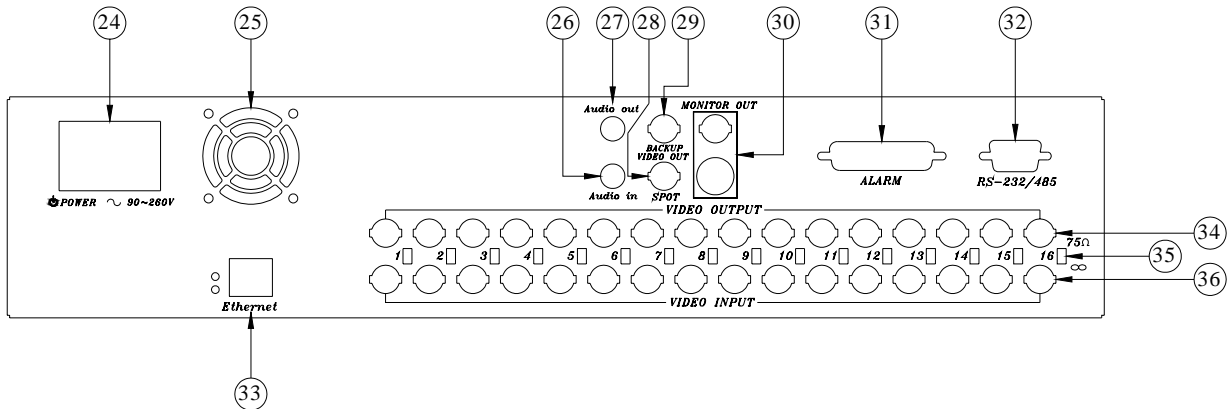 24 25 26 27 28 29 30 31 32
Audio out
MONITOR OUT
BACKUP
VIDEO OUT
ALARM
RS-232/485
POWER ~ 90~260V
Audio in
SPOT
VIDEO OUTPUT
34
75Ω
1 2 3 4 5 6 7 8 9 10 11 12 13 14 15 16
35
∞
36
Ethernet
VIDEO INPUT
33